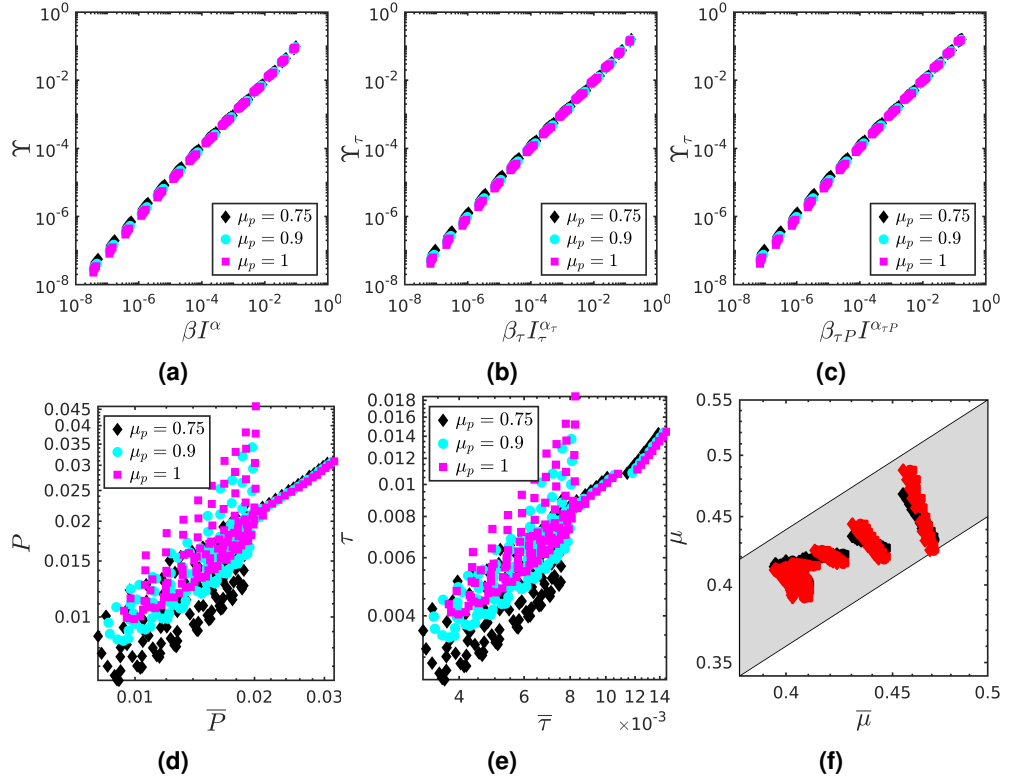 10^0
10^-2
10^-4
10^-6
10^-8
Υ
μ_p = 0.75
μ_p = 0.9
μ_p = 1
10^-8 10^-6 10^-4 10^-2 10^0
βI^α
(a)
10^0
10^-2
10^-4
10^-6
10^-8
Υ_τ
μ_p = 0.75
μ_p = 0.9
μ_p = 1
10^-8 10^-6 10^-4 10^-2 10^0
β_τ I_τ^{α_τ}
(b)
10^0
10^-2
10^-4
10^-6
10^-8
Υ_τ
μ_p = 0.75
μ_p = 0.9
μ_p = 1
10^-8 10^-6 10^-4 10^-2 10^0
β_{τP} I^{α_{τP}}
(c)
0.045
0.035
0.03
0.025
0.02
0.015
0.01
P
μ_p = 0.75
μ_p = 0.9
μ_p = 1
0.01 0.02 0.03
P̅
(d)
0.018
0.016
0.014
0.012
0.01
0.008
0.006
0.004
τ
μ_p = 0.75
μ_p = 0.9
μ_p = 1
4 6 8 10 12 14
×10^-3
τ̅
(e)
0.55
0.5
0.45
0.4
0.35
μ
0.4 0.45 0.5
μ̅
(f)